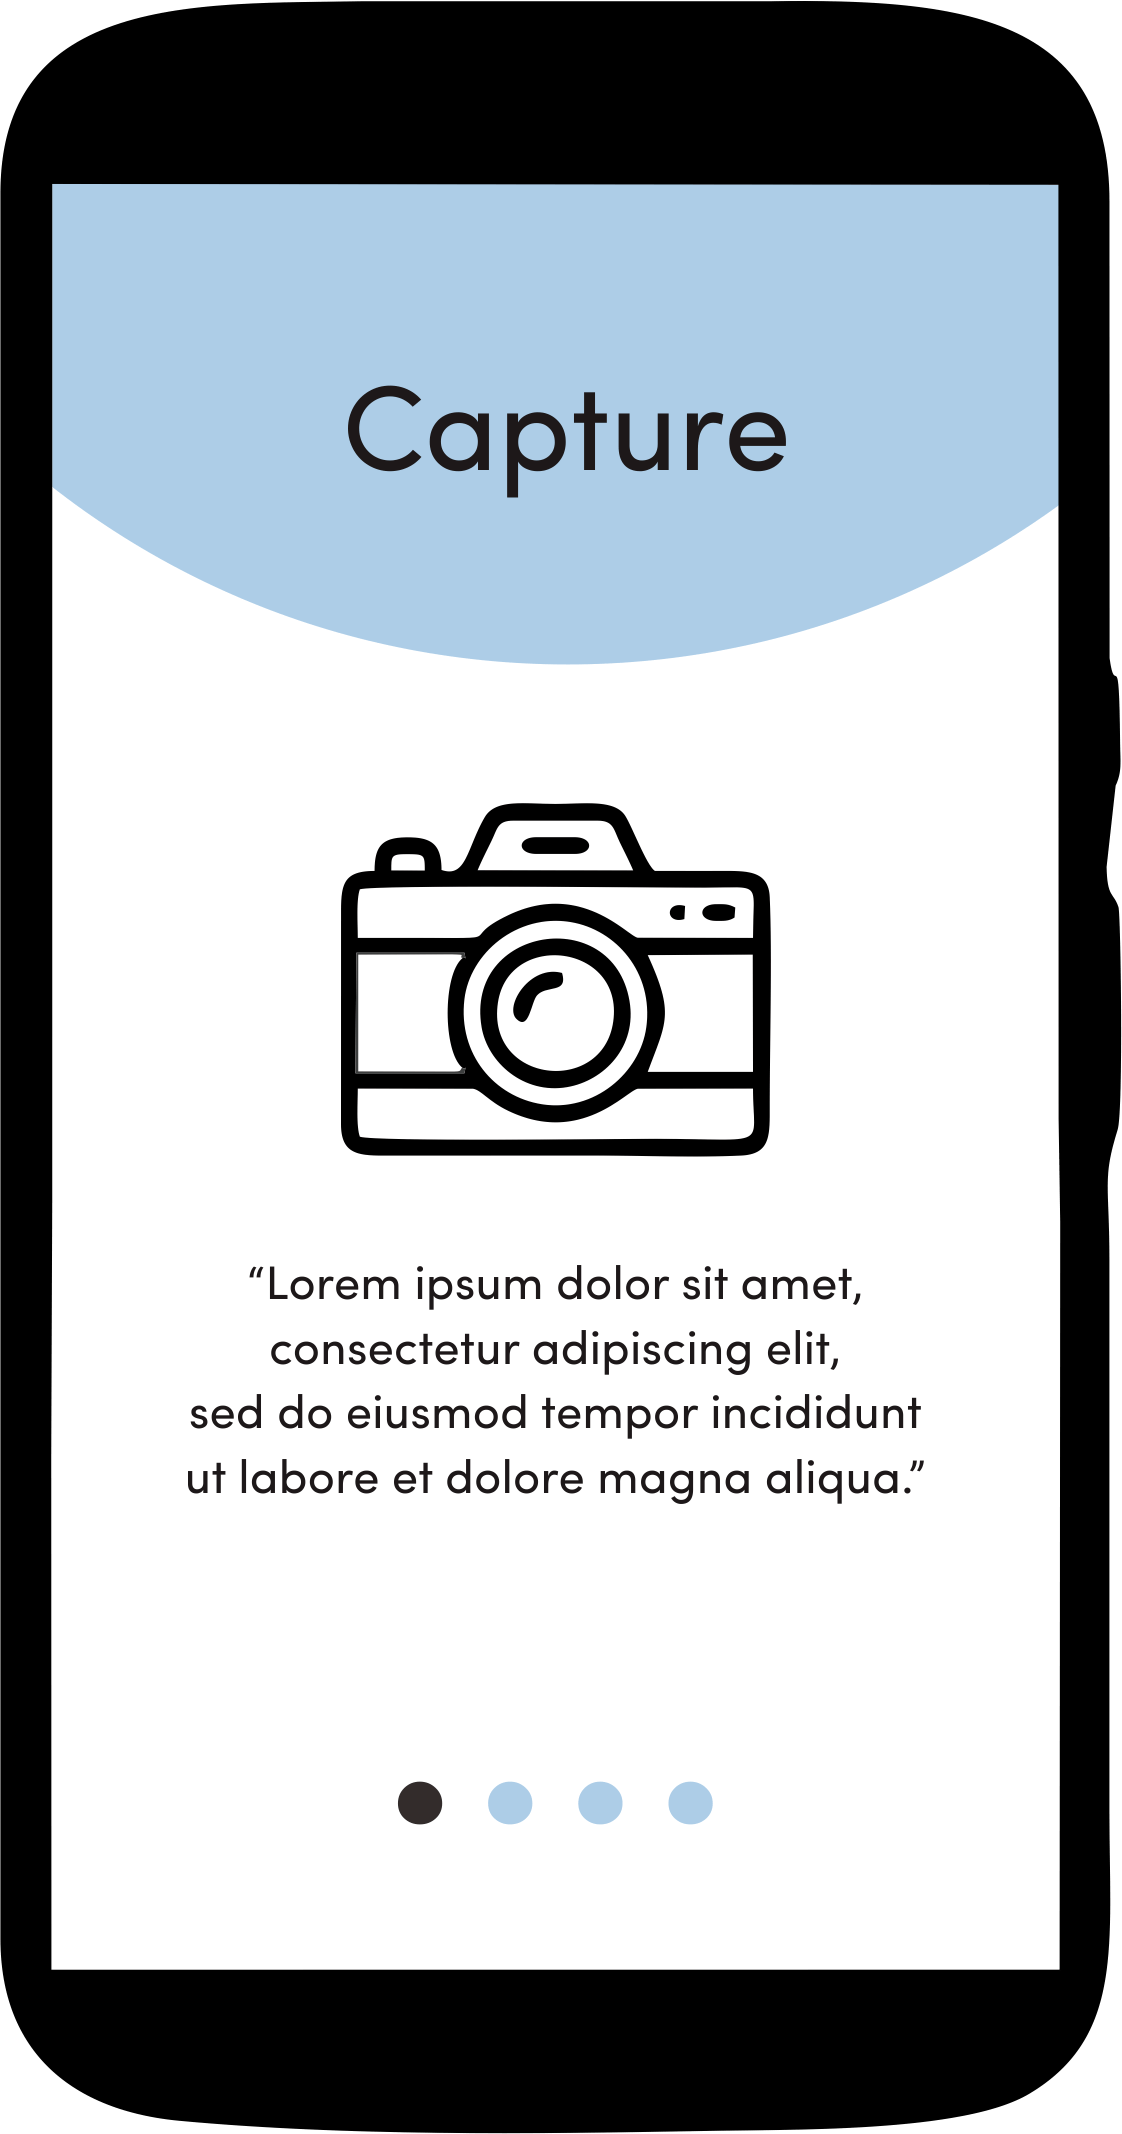 Capture
“Lorem ipsum dolor sit amet,
consectetur adipiscing elit,
sed do eiusmod tempor incididunt
ut labore et dolore magna aliqua.”